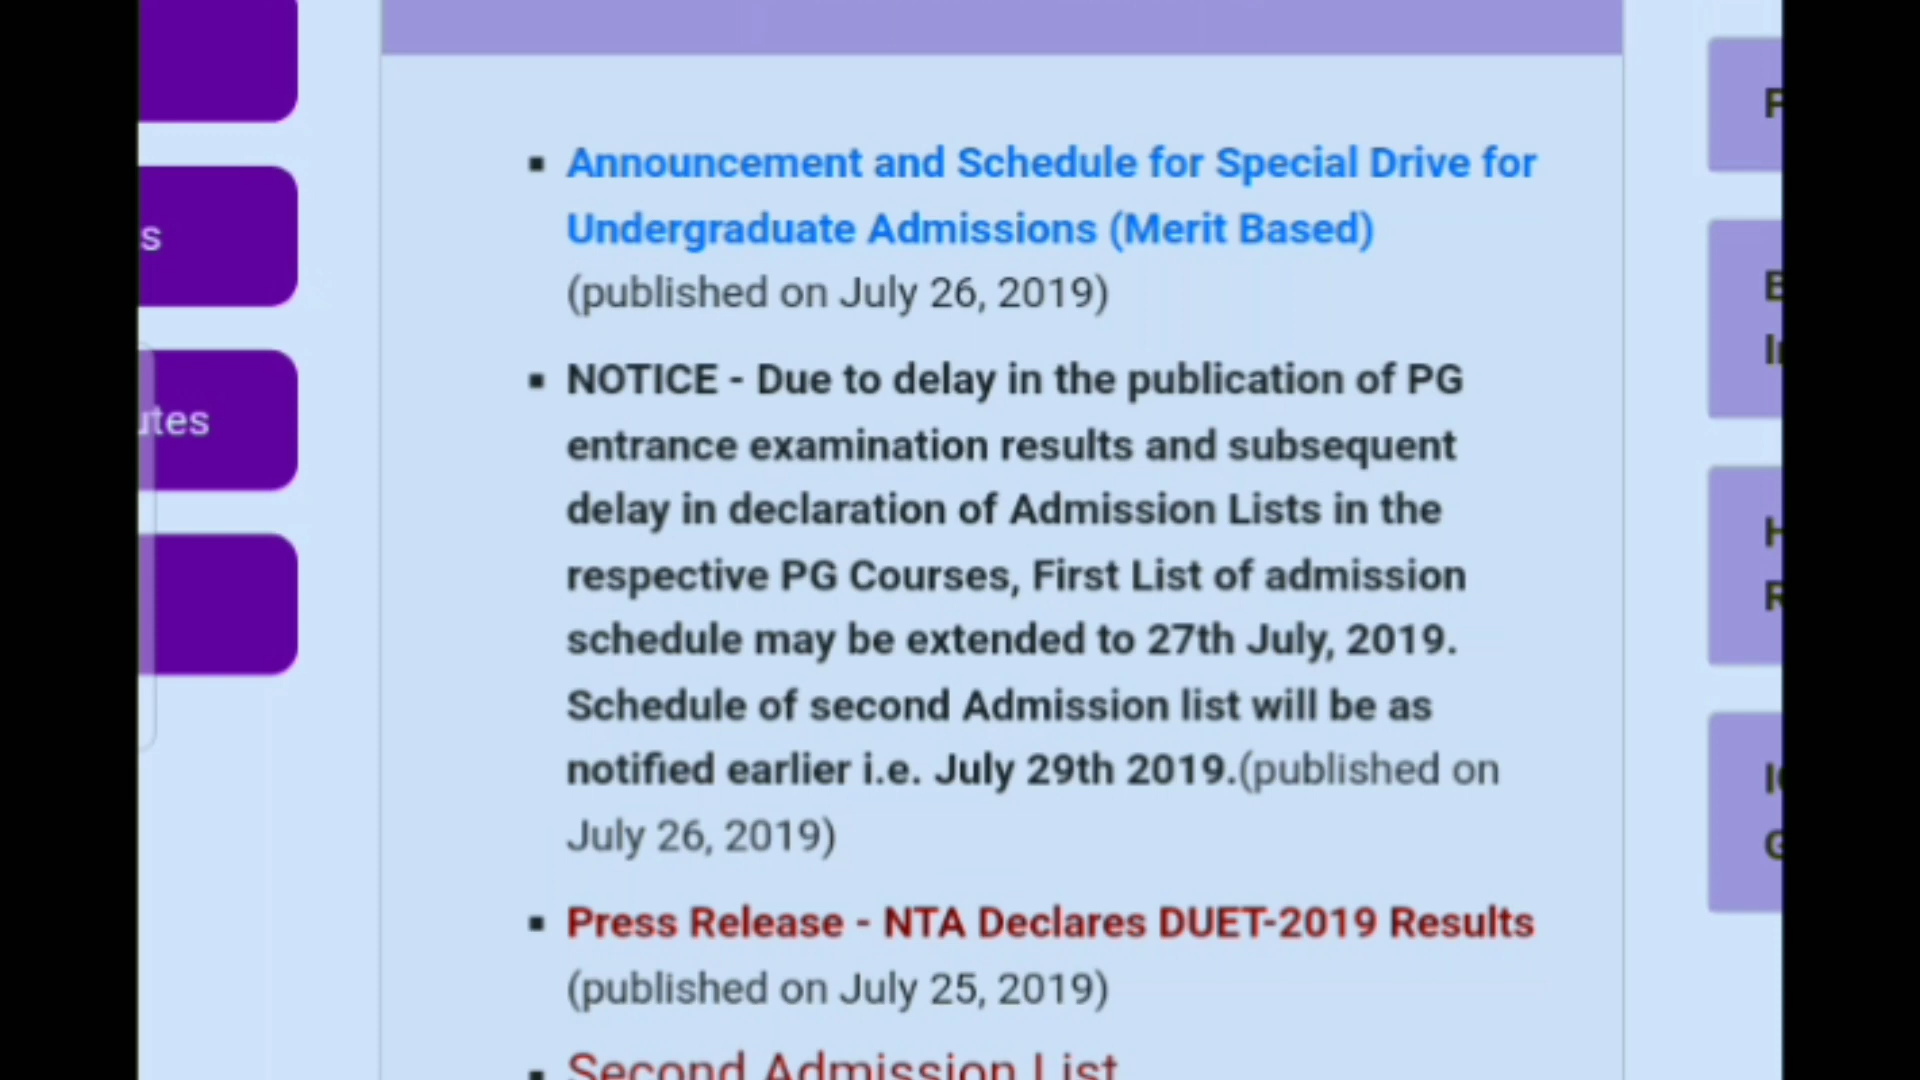 Announcement and Schedule for Special Drive for
Undergraduate Admissions (Merit Based)
(published on July 26, 2019)
NOTICE - Due to delay in the publication of PG
entrance examination results and subsequent
delay in declaration of Admission Lists in the
respective PG Courses, First List of admission
schedule may be extended to 27th July, 2019.
Schedule of second Admission list will be as
notified earlier i.e. July 29th 2019.(published on
July 26, 2019)
Press Release - NTA Declares DUET-2019 Results
(published on July 25, 2019)
Second Admission List